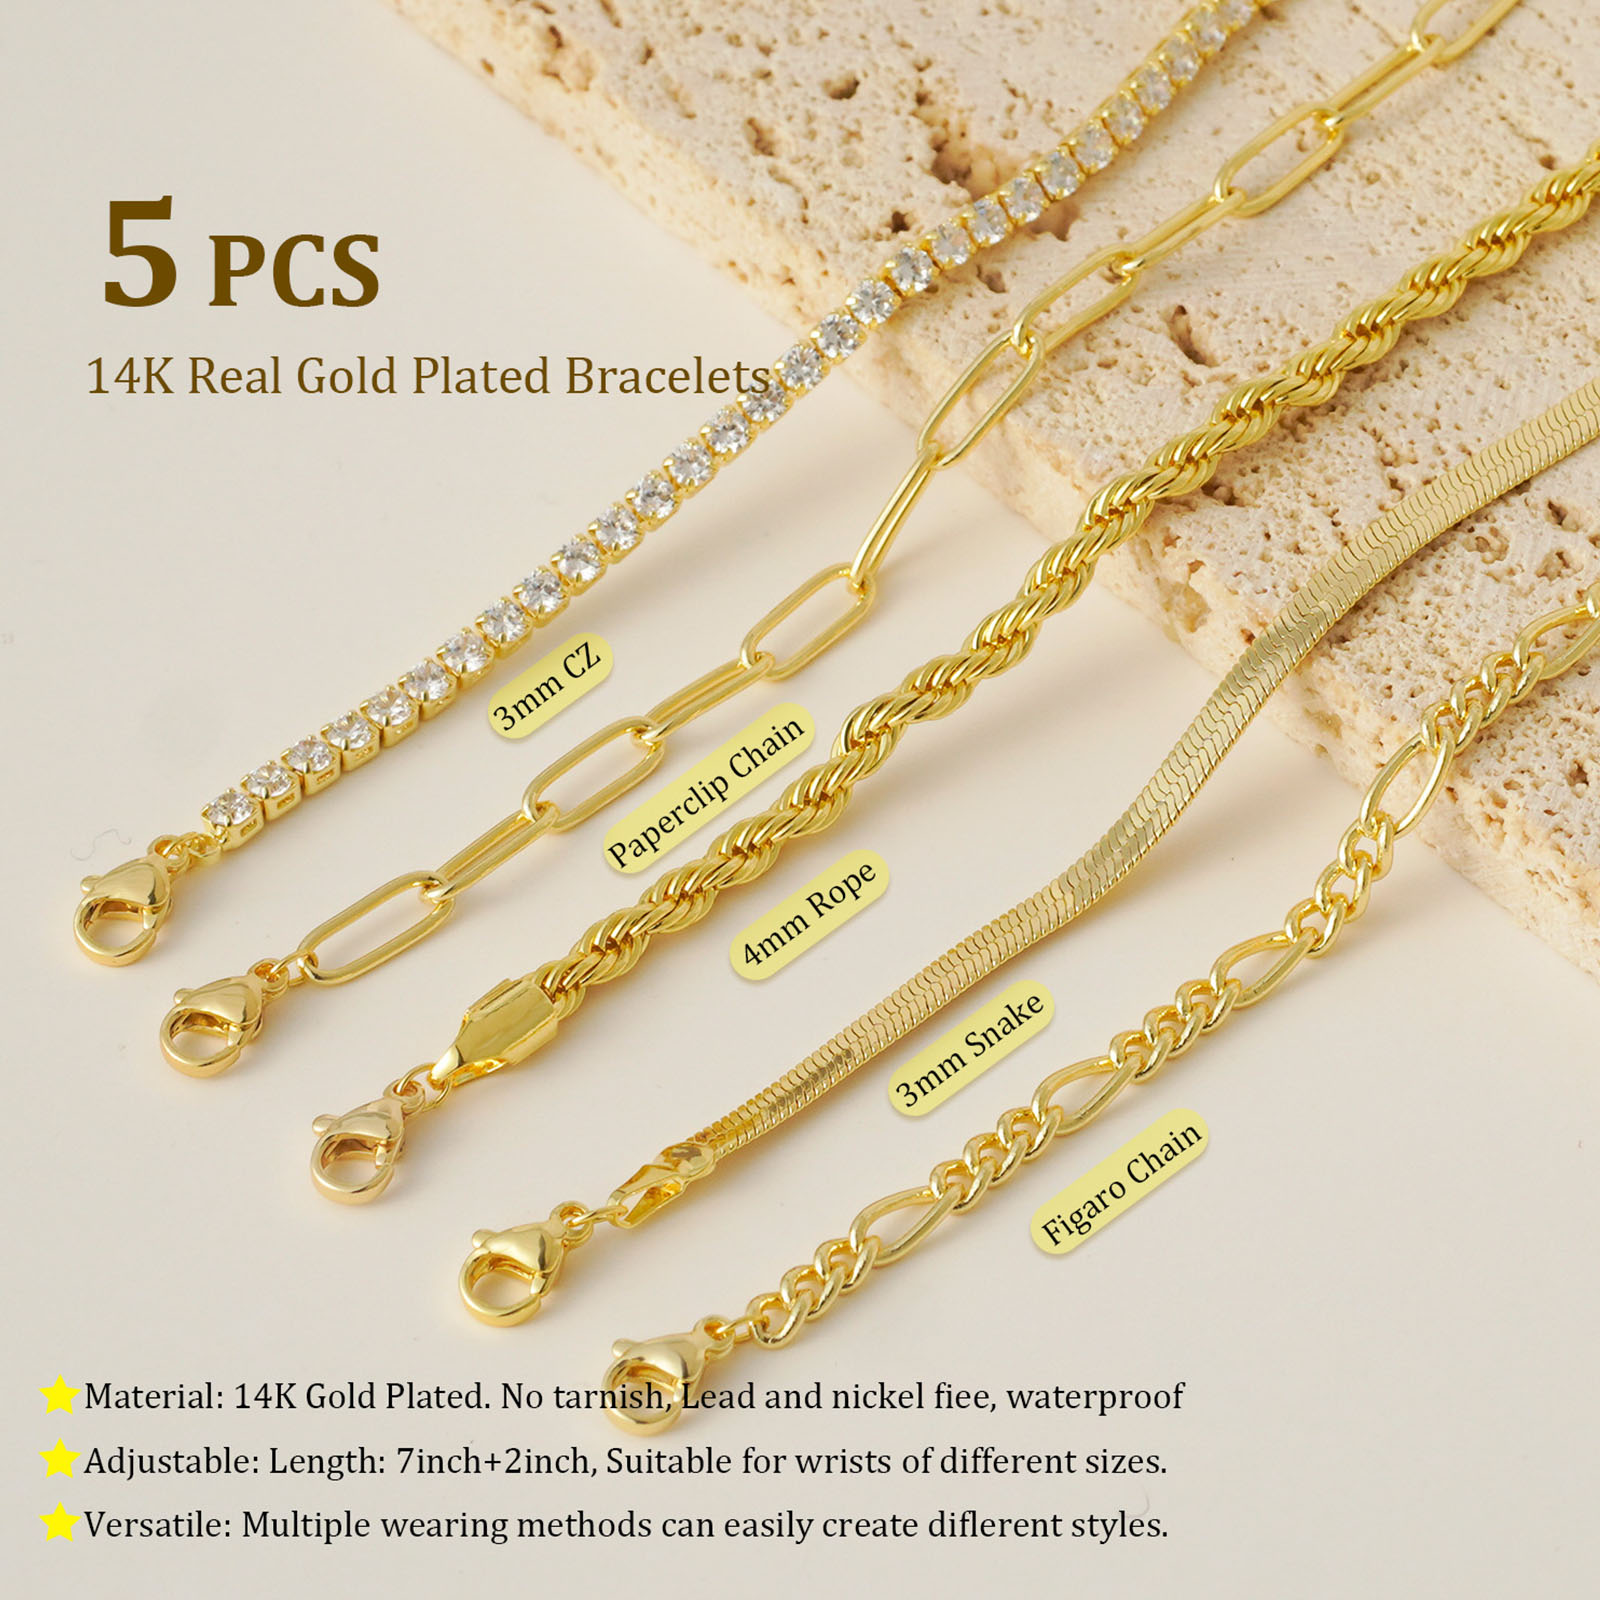 5 PCS
14K Real Gold Plated Bracelets
3mm CZ
Paperclip Chain
4mm Rope
3mm Snake
Figaro Chain
Material: 14K Gold Plated. No tarnish, Lead and nickel fiee, waterproof
Adjustable: Length: 7inch+2inch, Suitable for wrists of different sizes.
Versatile: Multiple wearing methods can easily create diflerent styles.